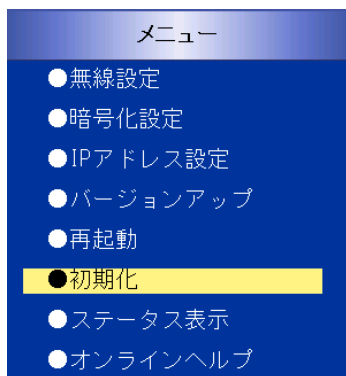 メニュー
●無線設定
●暗号化設定
●IPアドレス設定
●バージョンアップ
●再起動
●初期化
●ステータス表示
●オンラインヘルプ